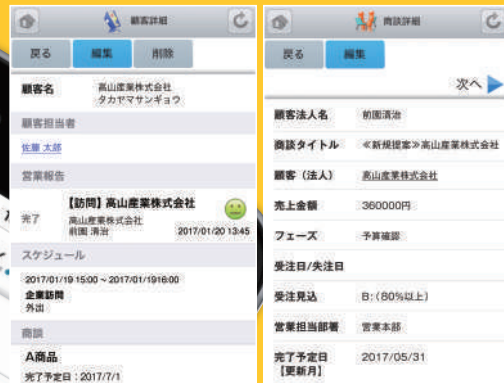 顧客詳細
戻る
編集
削除
顧客名
高山産業株式会社
タカヤマサンギョウ
顧客担当者
佐藤 太郎
営業報告
【訪問】高山産業株式会社
完了
高山産業株式会社
前園 清治
2017/01/20 13:45
スケジュール
2017/01/19 15:00 ~ 2017/01/1916:00
企業訪問
外出
商談
A商品
完了予定日：2017/7/1
商談詳細
戻る
編集
次へ
顧客法人名 前園清治
商談タイトル ≪新規提案≫高山産業株式会社
顧客（法人） 高山産業株式会社
売上金額 360000円
フェーズ 予算確認
受注日/失注日
受注見込 B:(80%以上)
営業担当部署 営業本部
完了予定日 2017/05/31
【更新月】